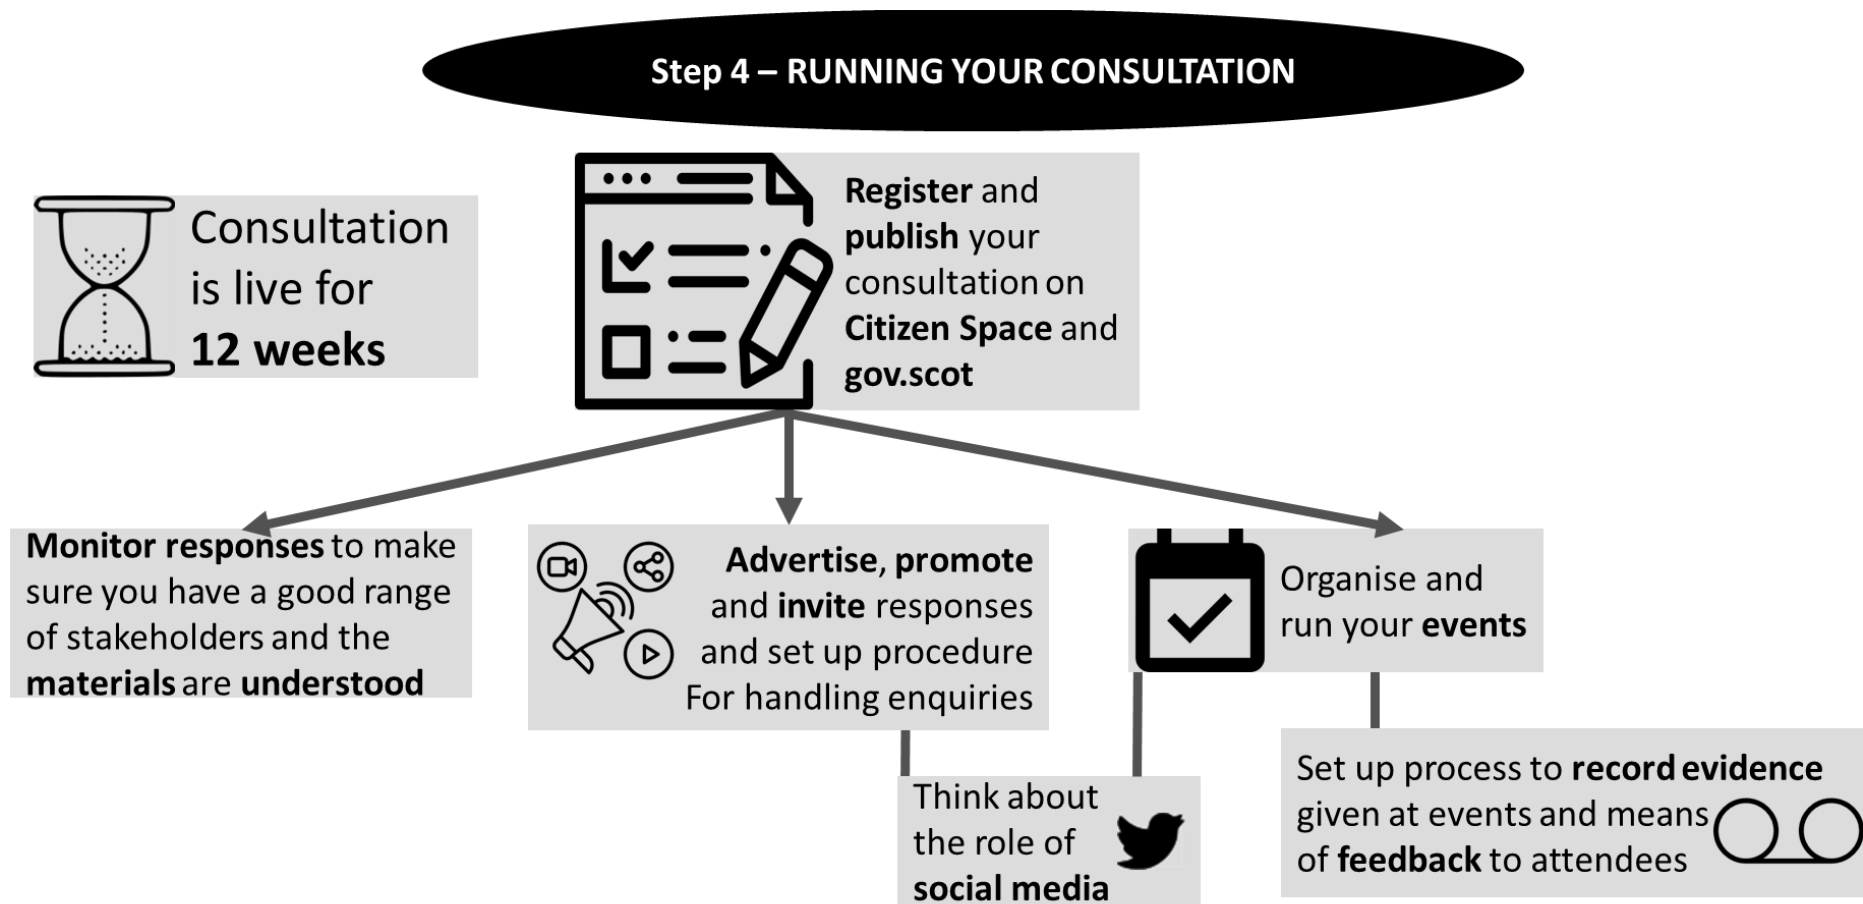 Step 4 – RUNNING YOUR CONSULTATION
Consultation
is live for
12 weeks
Register and
publish your
consultation on
Citizen Space and
gov.scot
Monitor responses to make
sure you have a good range
of stakeholders and the
materials are understood
Advertise, promote
and invite responses
and set up procedure
For handling enquiries
Organise and
run your events
Think about
the role of
social media
Set up process to record evidence
given at events and means
of feedback to attendees